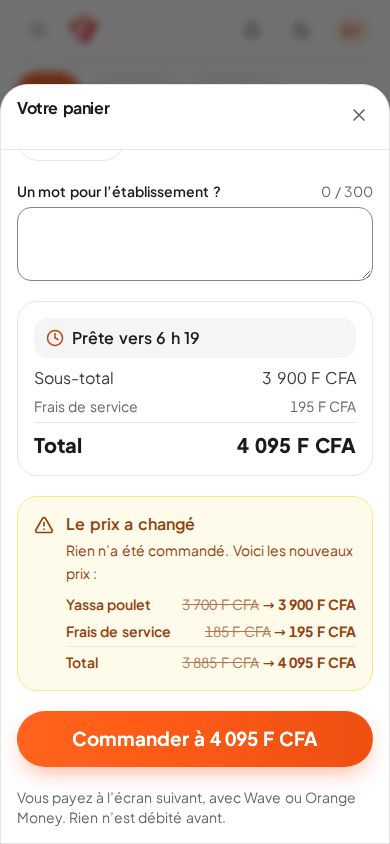 Votre panier
Un mot pour l’établissement ?
0 / 300
Prête vers 6 h 19
Sous-total 3 900 F CFA
Frais de service 195 F CFA
Total 4 095 F CFA
Le prix a changé
Rien n’a été commandé. Voici les nouveaux
prix :
Yassa poulet 3 700 F CFA → 3 900 F CFA
Frais de service 185 F CFA → 195 F CFA
Total 3 885 F CFA → 4 095 F CFA
Commander à 4 095 F CFA
Vous payez à l’écran suivant, avec Wave ou Orange
Money. Rien n’est débité avant.